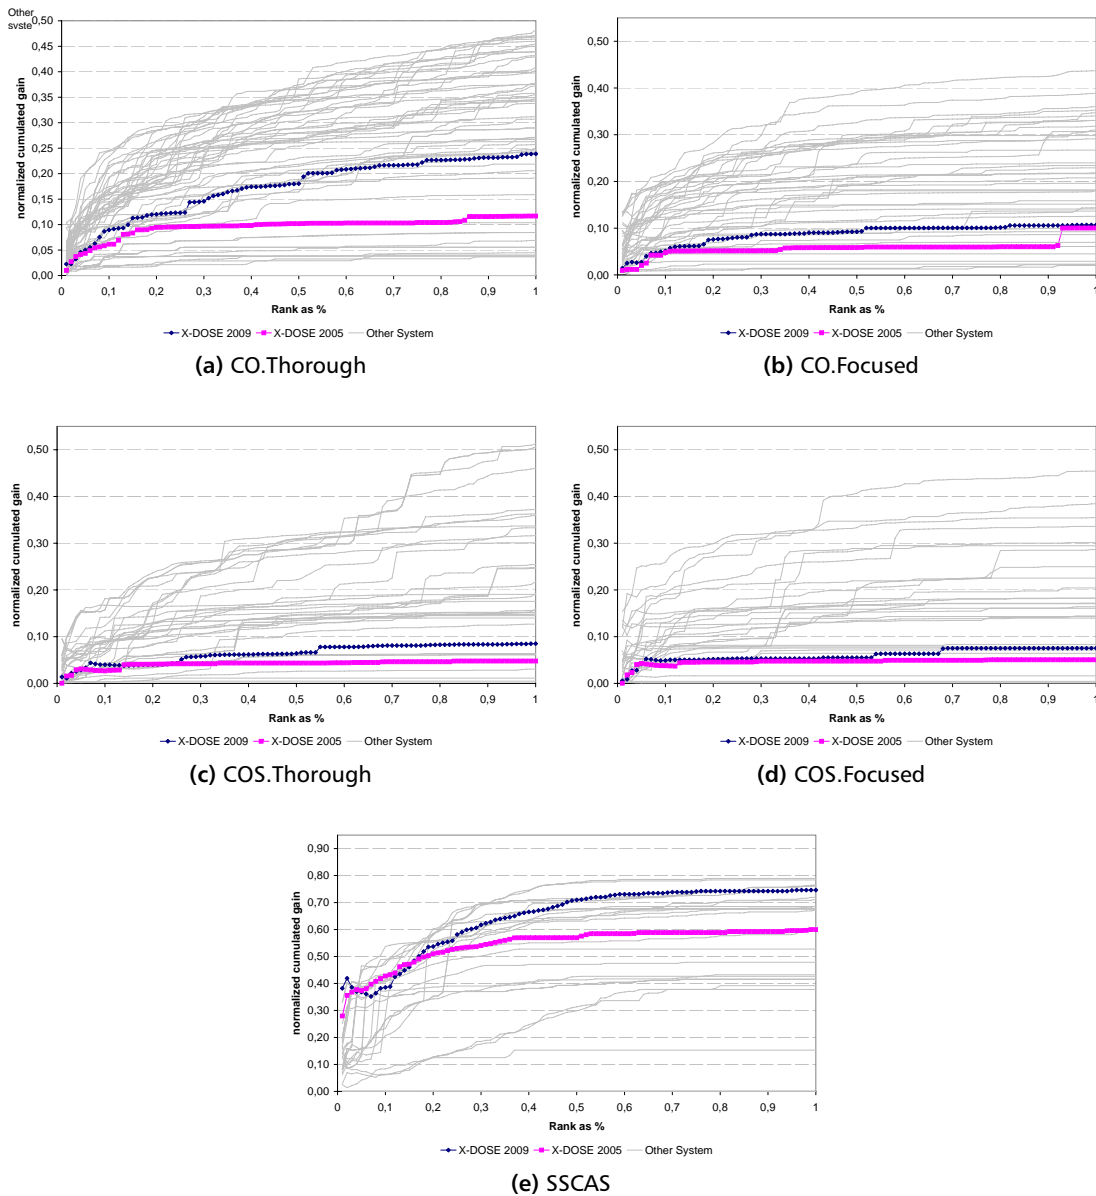 Other
svste
0,50
0,45
0,40
0,35
0,30
0,25
0,20
0,15
0,10
0,05
0,00
normalized cumulated gain
0 0,1 0,2 0,3 0,4 0,5 0,6 0,7 0,8 0,9 1
Rank as %
X-DOSE 2009 X-DOSE 2005 Other System
(a) CO.Thorough
0,50
0,40
0,30
0,20
0,10
0,00
normalized cumulated gain
0 0,1 0,2 0,3 0,4 0,5 0,6 0,7 0,8 0,9 1
Rank as %
X-DOSE 2009 X-DOSE 2005 Other System
(b) CO.Focused
0,50
0,40
0,30
0,20
0,10
0,00
normalized cumulated gain
0 0,1 0,2 0,3 0,4 0,5 0,6 0,7 0,8 0,9 1
Rank as %
X-DOSE 2009 X-DOSE 2005 Other System
(c) COS.Thorough
0,50
0,40
0,30
0,20
0,10
0,00
normalized cumulated gain
0 0,1 0,2 0,3 0,4 0,5 0,6 0,7 0,8 0,9 1
Rank as %
X-DOSE 2009 X-DOSE 2005 Other System
(d) COS.Focused
0,90
0,80
0,70
0,60
0,50
0,40
0,30
0,20
0,10
0,00
normalized cumulated gain
0 0,1 0,2 0,3 0,4 0,5 0,6 0,7 0,8 0,9 1
Rank as %
X-DOSE 2009 X-DOSE 2005 Other System
(e) SSCAS